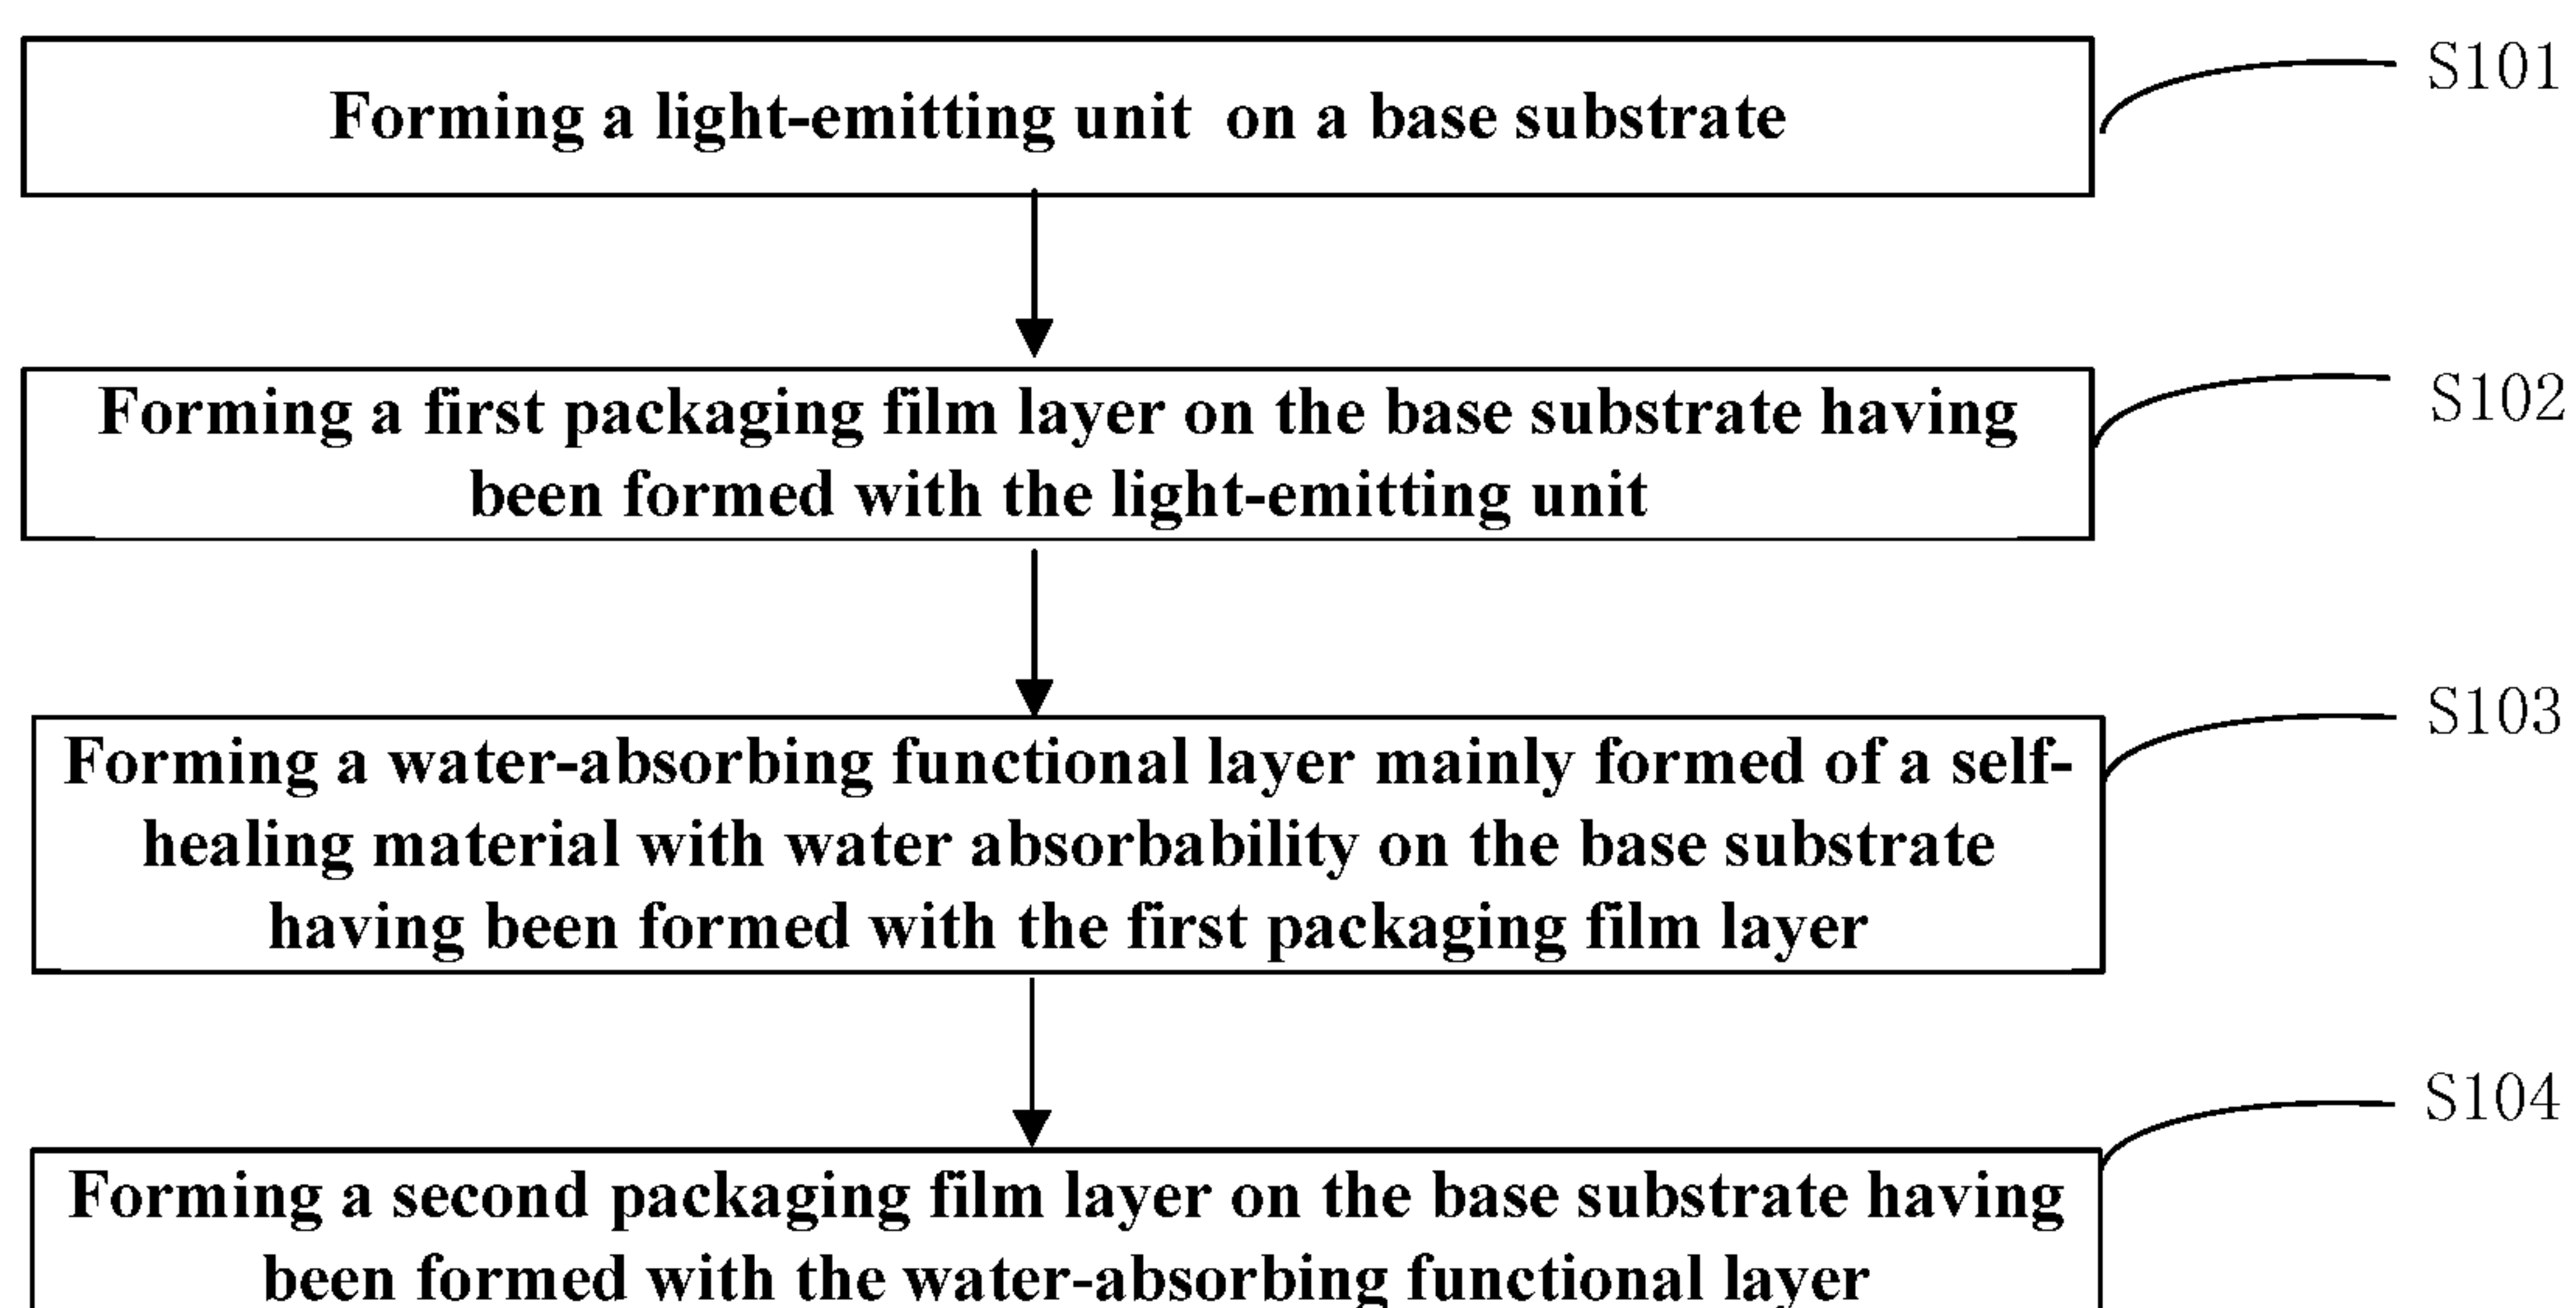 Forming a light-emitting unit on a base substrate
S101
Forming a first packaging film layer on the base substrate having
been formed with the light-emitting unit
S102
Forming a water-absorbing functional layer mainly formed of a self-
healing material with water absorbability on the base substrate
having been formed with the first packaging film layer
S103
Forming a second packaging film layer on the base substrate having
been formed with the water-absorbing functional layer
S104